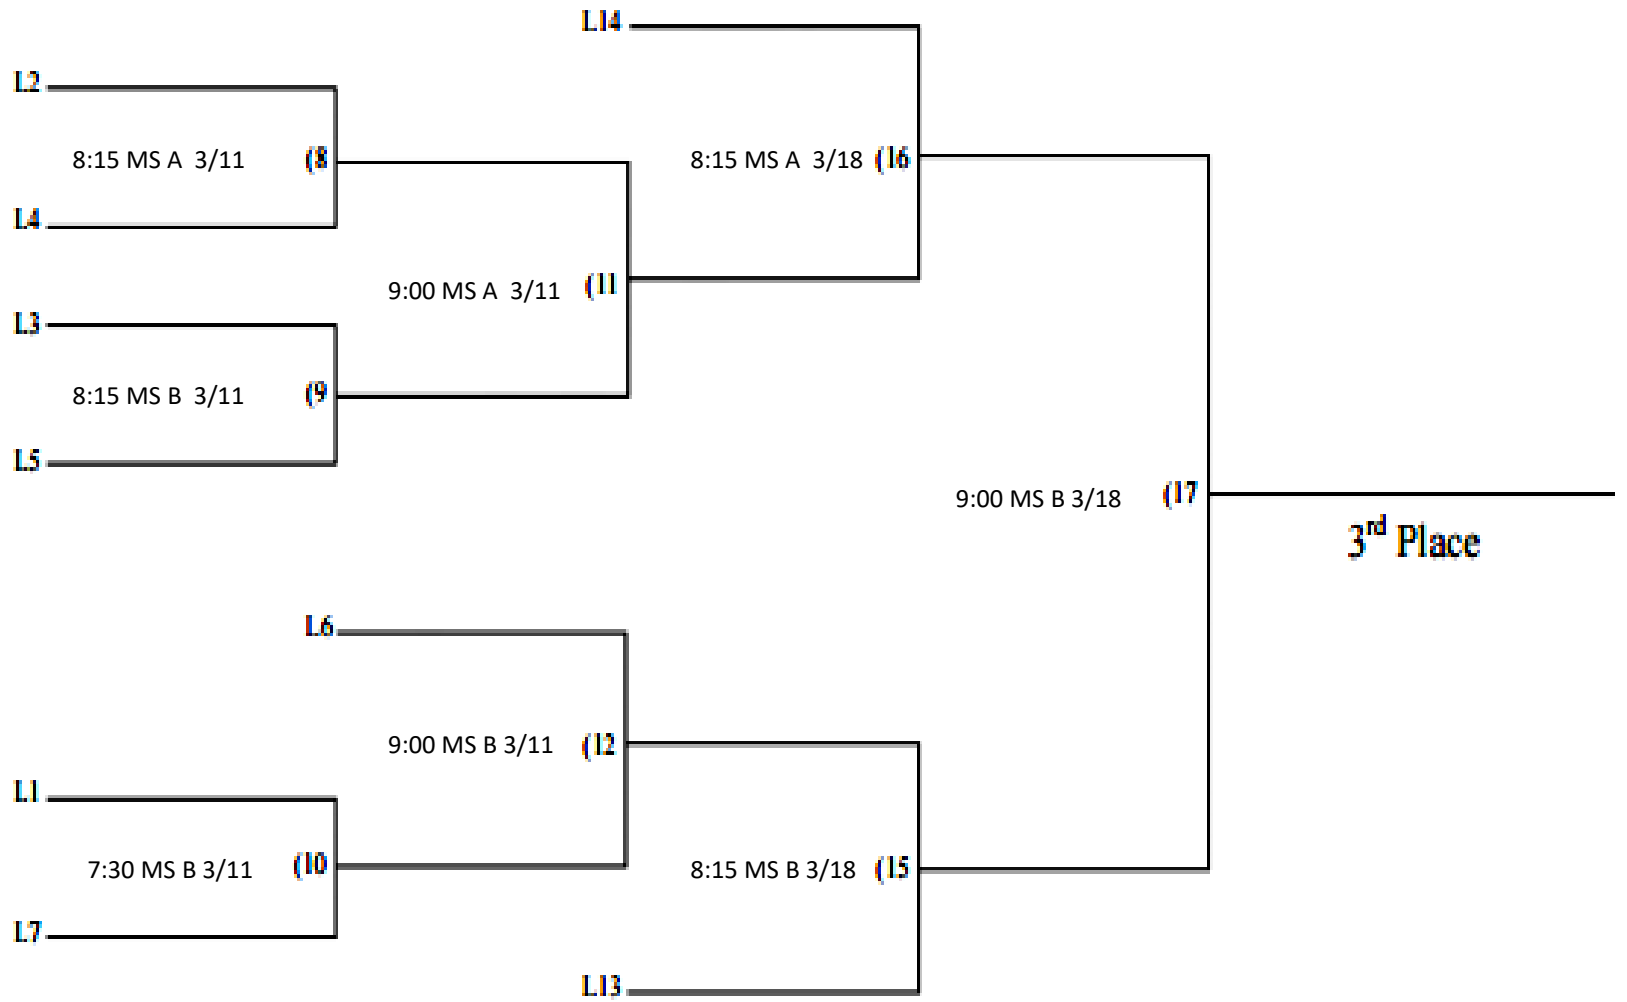 L14
L2
8:15 MS A 3/11 (8
8:15 MS A 3/18 (16
L4
9:00 MS A 3/11 (11
L3
8:15 MS B 3/11 (9
L5
9:00 MS B 3/18 (17
3rd Place
L6
9:00 MS B 3/11 (12
L1
7:30 MS B 3/11 (10
8:15 MS B 3/18 (15
L7
L13